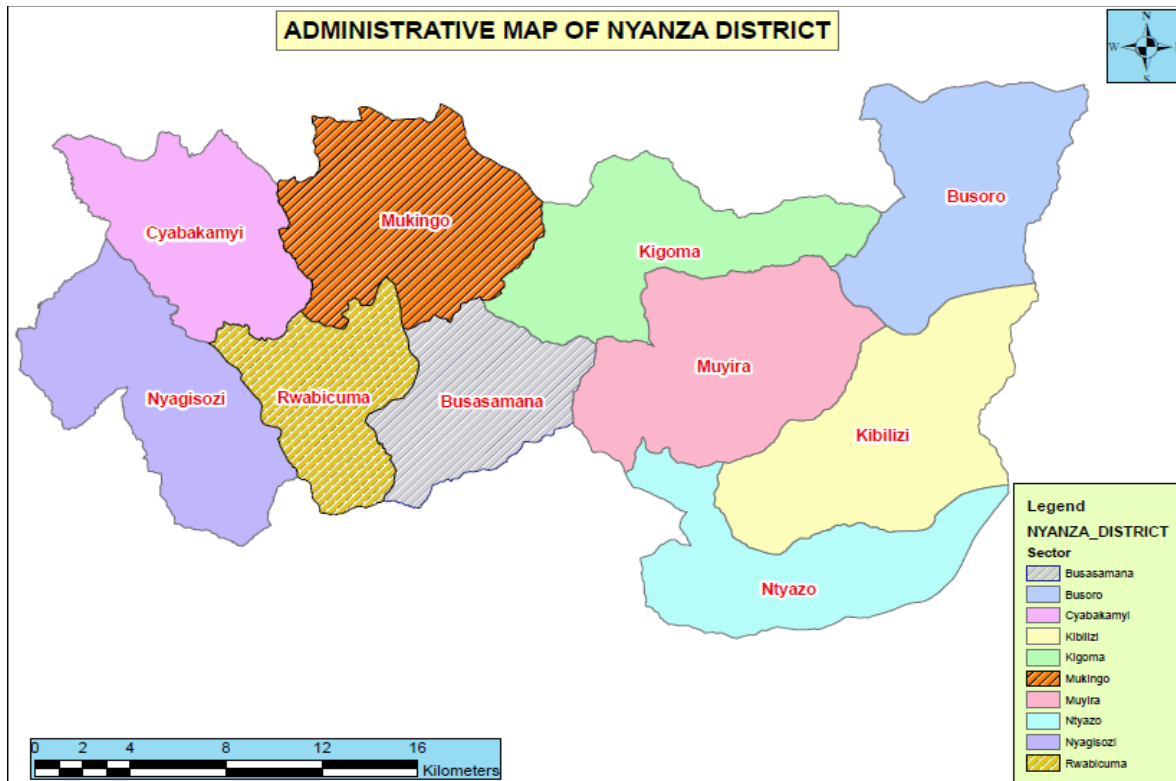 ADMINISTRATIVE MAP OF NYANZA DISTRICT
N
W
S
Busoro
Mukingo
Cyabakamyi
Kigoma
Muyira
Nyagisozi
Rwabicuma
Busasamana
Kibilizi
Ntyazo
Legend
NYANZA_DISTRICT
Sector
Busasamana
Busoro
Cyabakamyi
Kibilizi
Kigoma
Mukingo
Muyira
Ntyazo
Nyagisozi
Rwabicuma
0 2 4 8 12 16
Kilometers